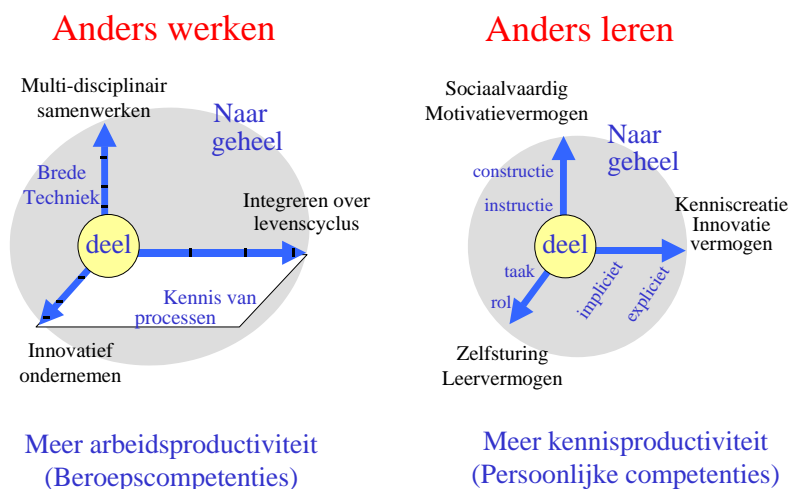 Anders werken
Multi-disciplinair
samenwerken
Naar
geheel
Brede
Techniek
Integreren over
levenscyclus
deel
Kennis van
processen
Innovatief
ondernemen
Meer arbeidsproductiviteit
(Beroepscompetenties)
Anders leren
Sociaalvaardig
Motivatievermogen
Naar
geheel
constructie
instructie
Kenniscreatie
Innovatie
vermogen
deel
taak
rol
impliciet
expliciet
Zelfsturing
Leervermogen
Meer kennisproductiviteit
(Persoonlijke competenties)